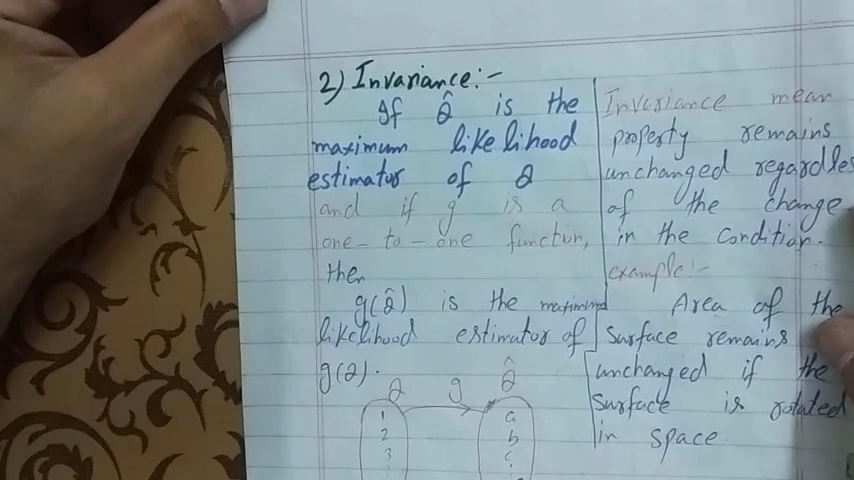 2) Invariance:-
If θ̂ is the
maximum likelihood
estimator of θ
and if g is a
one-to-one function,
then
g(θ̂) is the maximum
likelihood estimator of
g(θ).
θ g θ̂
1 a
2 b
3 c
Invariance mean
property remains
unchanged regardles
of the change
in the condition.
example:-
Area of the
surface remains
unchanged if the
surface is rotated
in space